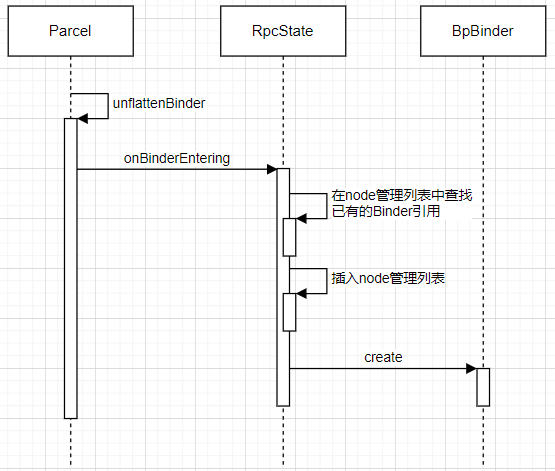 Parcel
RpcState
BpBinder
unflattenBinder
onBinderEntering
在node管理列表中查找
已有的Binder引用
插入node管理列表
create